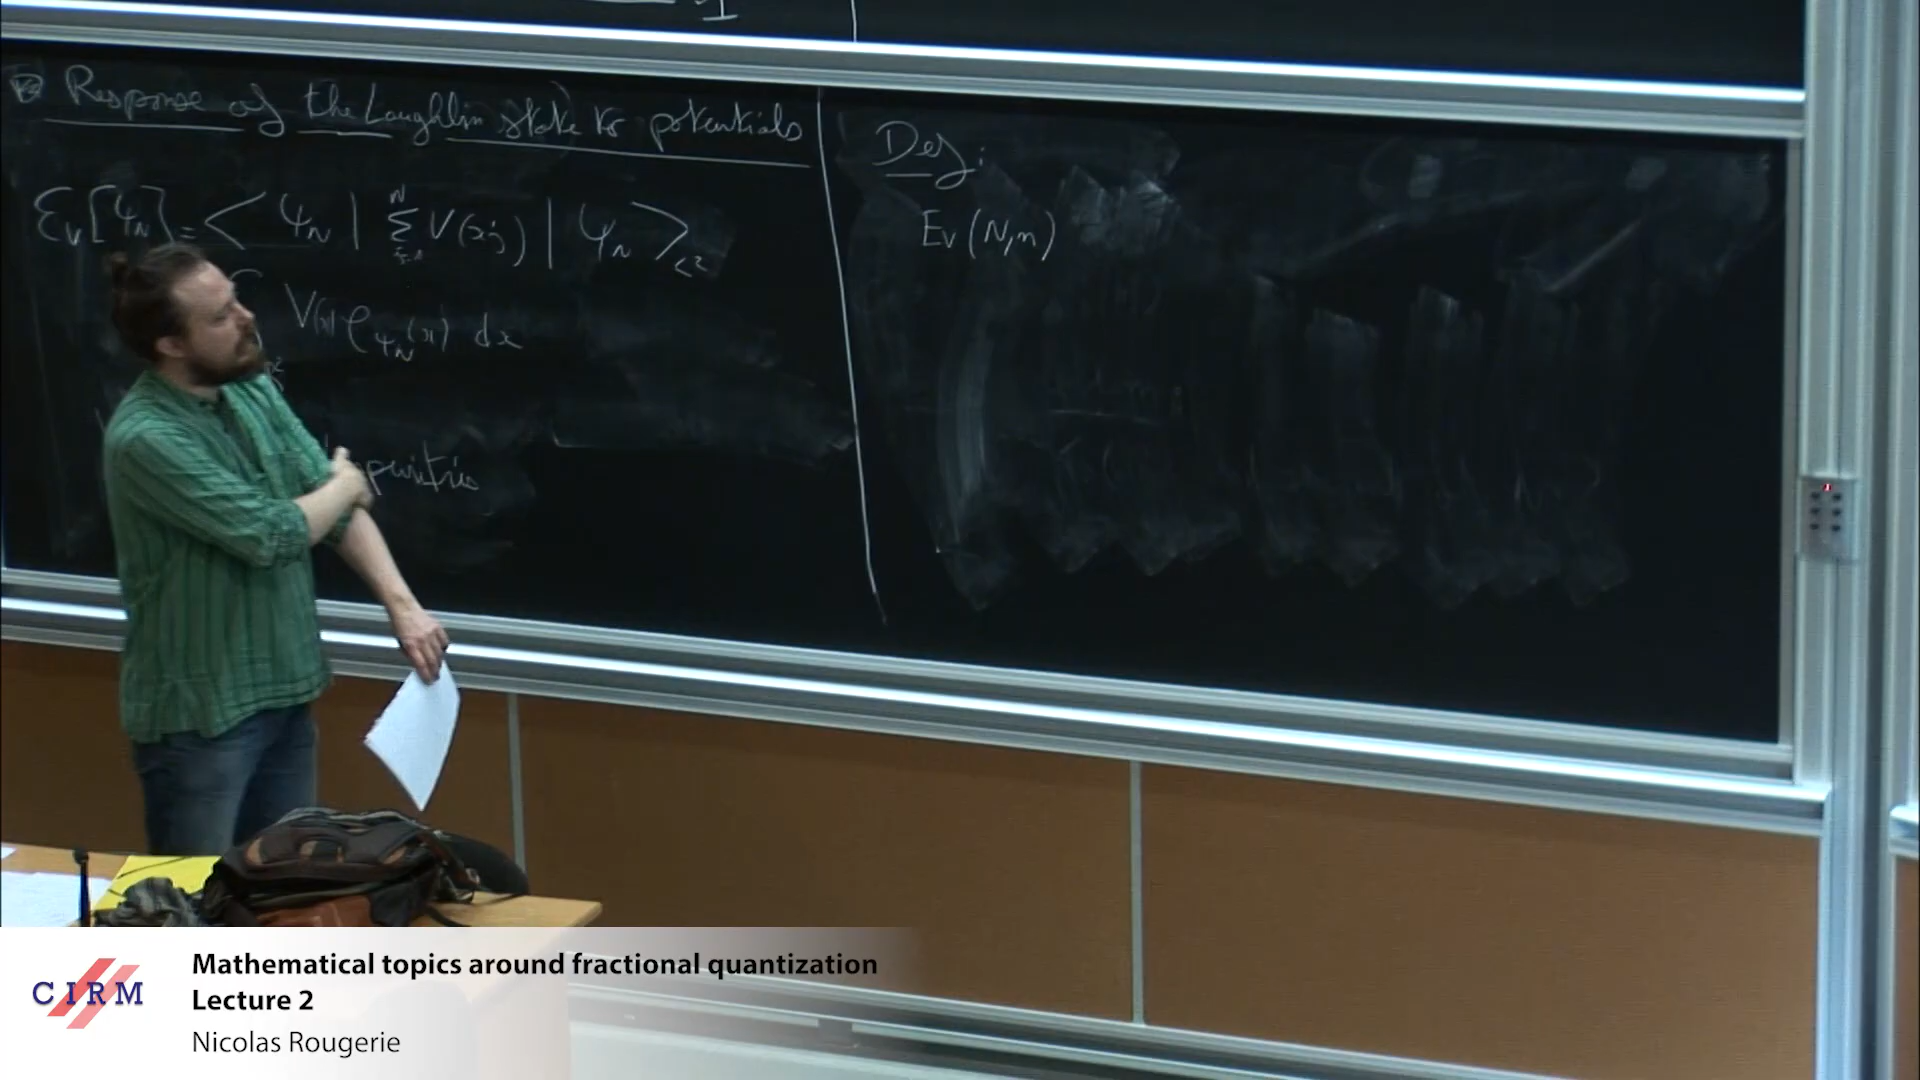 1
Response of the Laughlin state to potentials
ℰ_V[Ψ_N] = < Ψ_N | Σ_{j=1}^N V(x_j) | Ψ_N >_{L²}
∫ V(x) ρ_{Ψ_N}(x) dx
Def:
E_V(N,m)
CIRM
Mathematical topics around fractional quantization
Lecture 2
Nicolas Rougerie